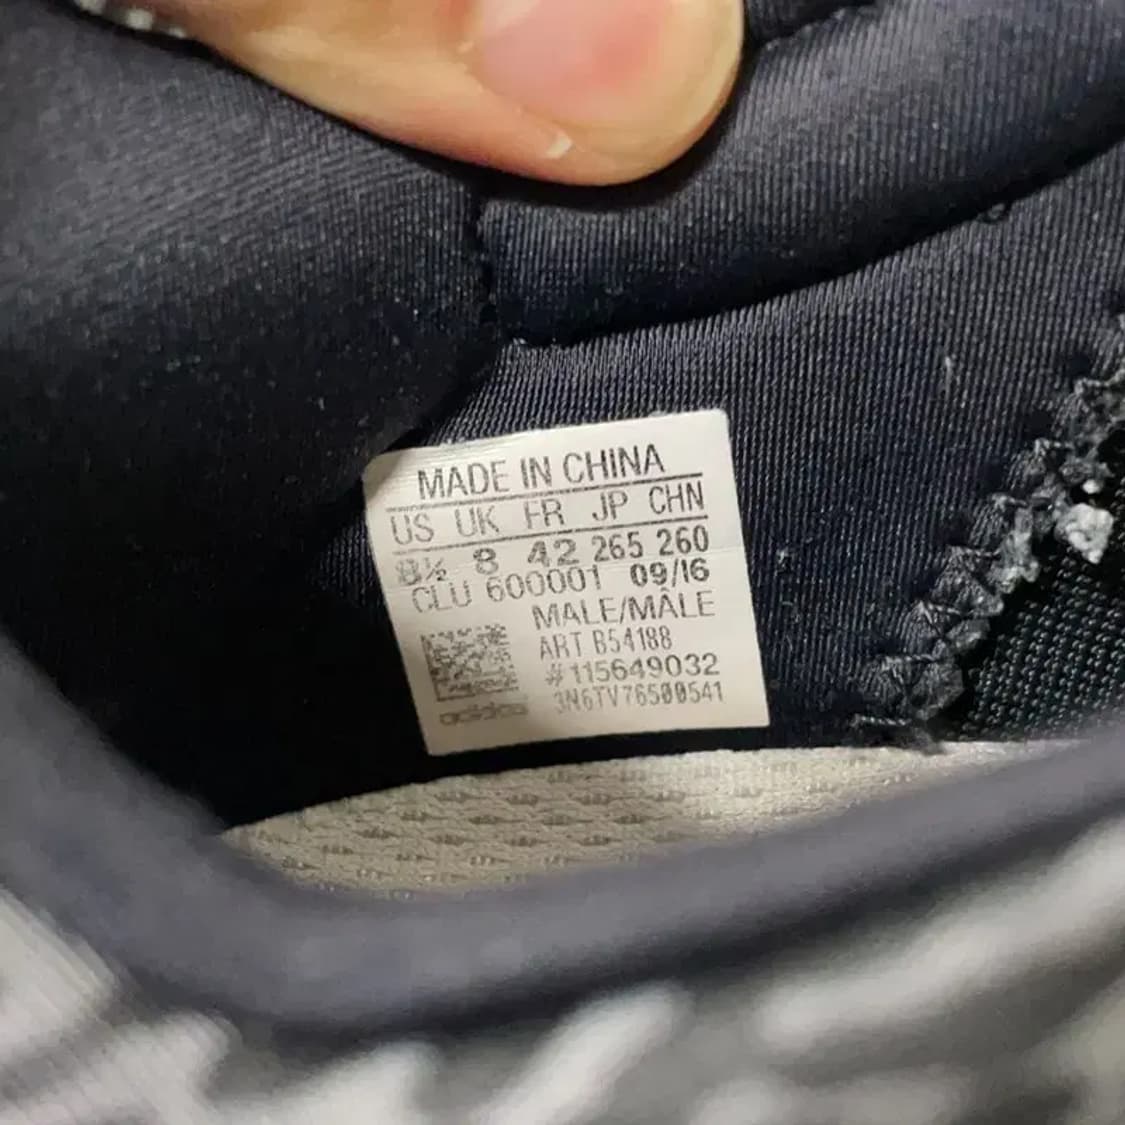 MADE IN CHINA
US UK FR JP CHN
8½ 8 42 265 260
CLU 600001 09/16
MALE/MÂLE
ART B54188
#115649032
3N6TV76500541
adidas